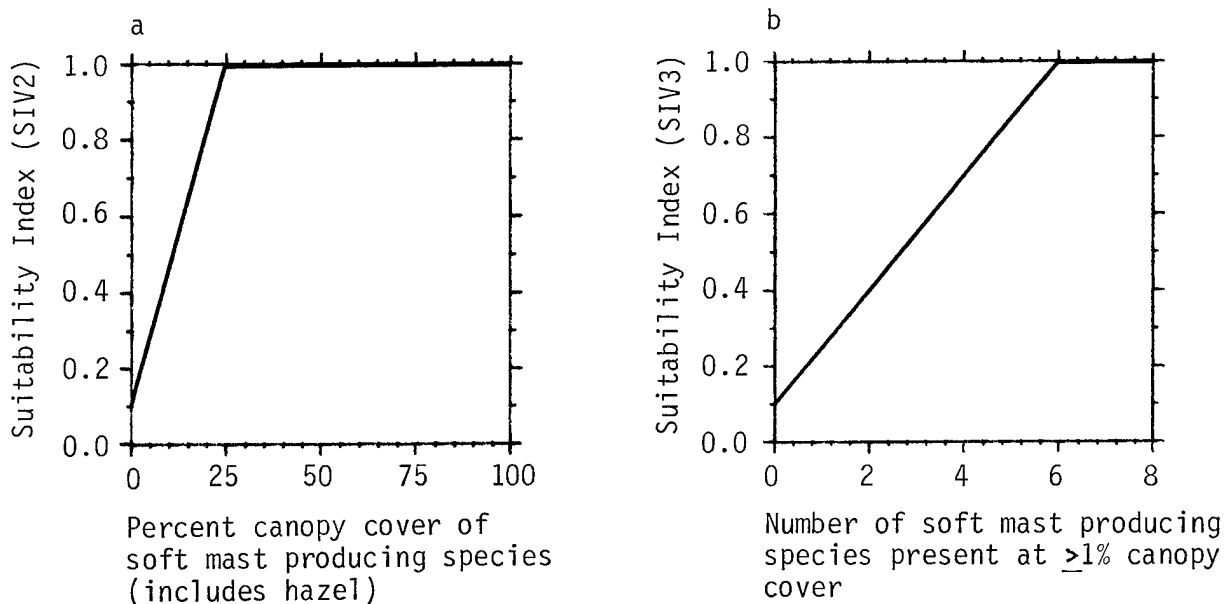 a
Suitability Index (SIV2)
1.0
0.8
0.6
0.4
0.2
0.0
0 25 50 75 100
Percent canopy cover of
soft mast producing species
(includes hazel)
b
Suitability Index (SIV3)
1.0
0.8
0.6
0.4
0.2
0.0
0 2 4 6 8
Number of soft mast producing
species present at ≥1% canopy
cover